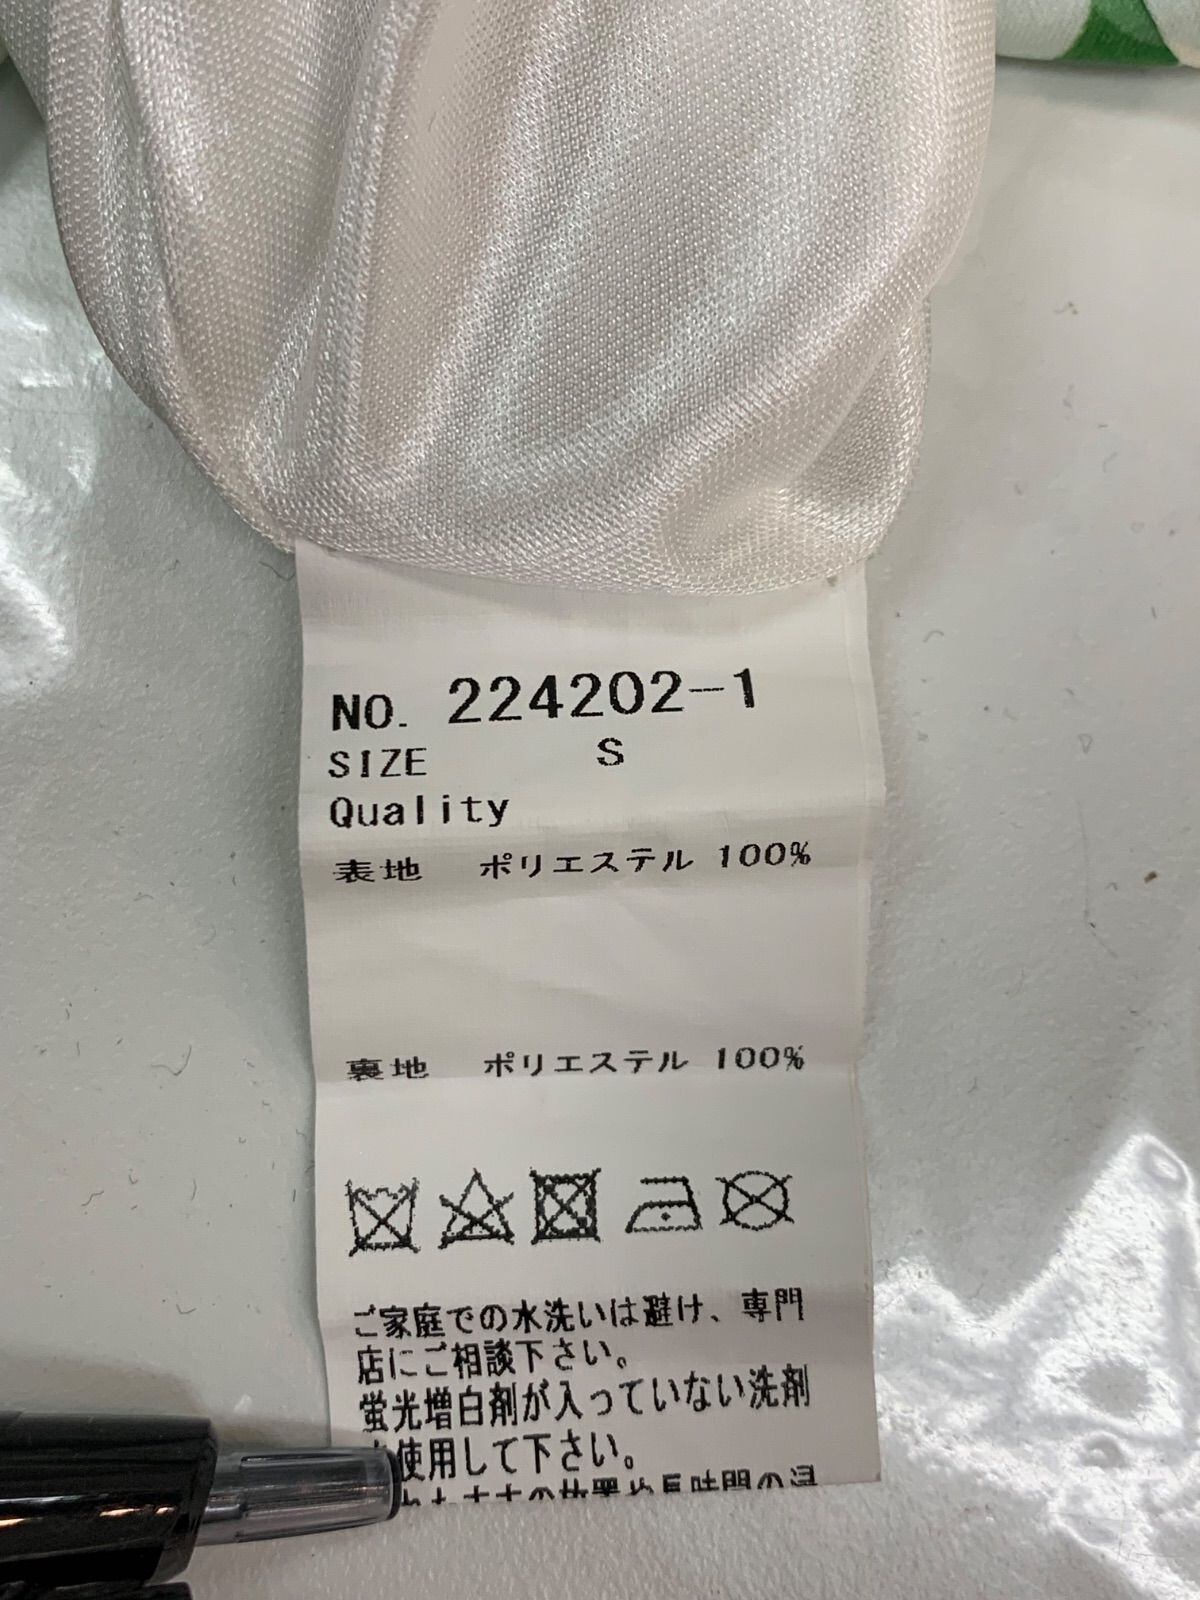 NO. 224202-1
SIZE S
Quality
表地 ポリエステル 100%
裏地 ポリエステル 100%
ご家庭での水洗いは避け、専門
店にご相談下さい。
蛍光増白剤が入っていない洗剤
使用して下さい。